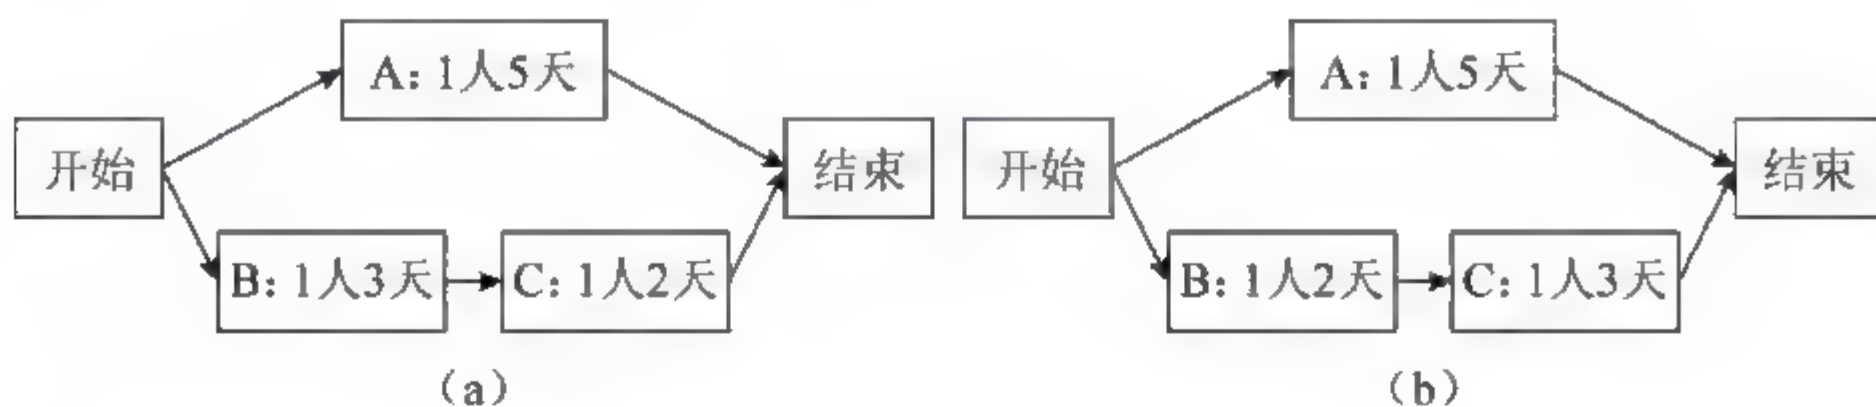 A: 1人5天
A: 1人5天
开始
结束
开始
结束
B: 1人3天
C: 1人2天
B: 1人2天
C: 1人3天
（a）
（b）